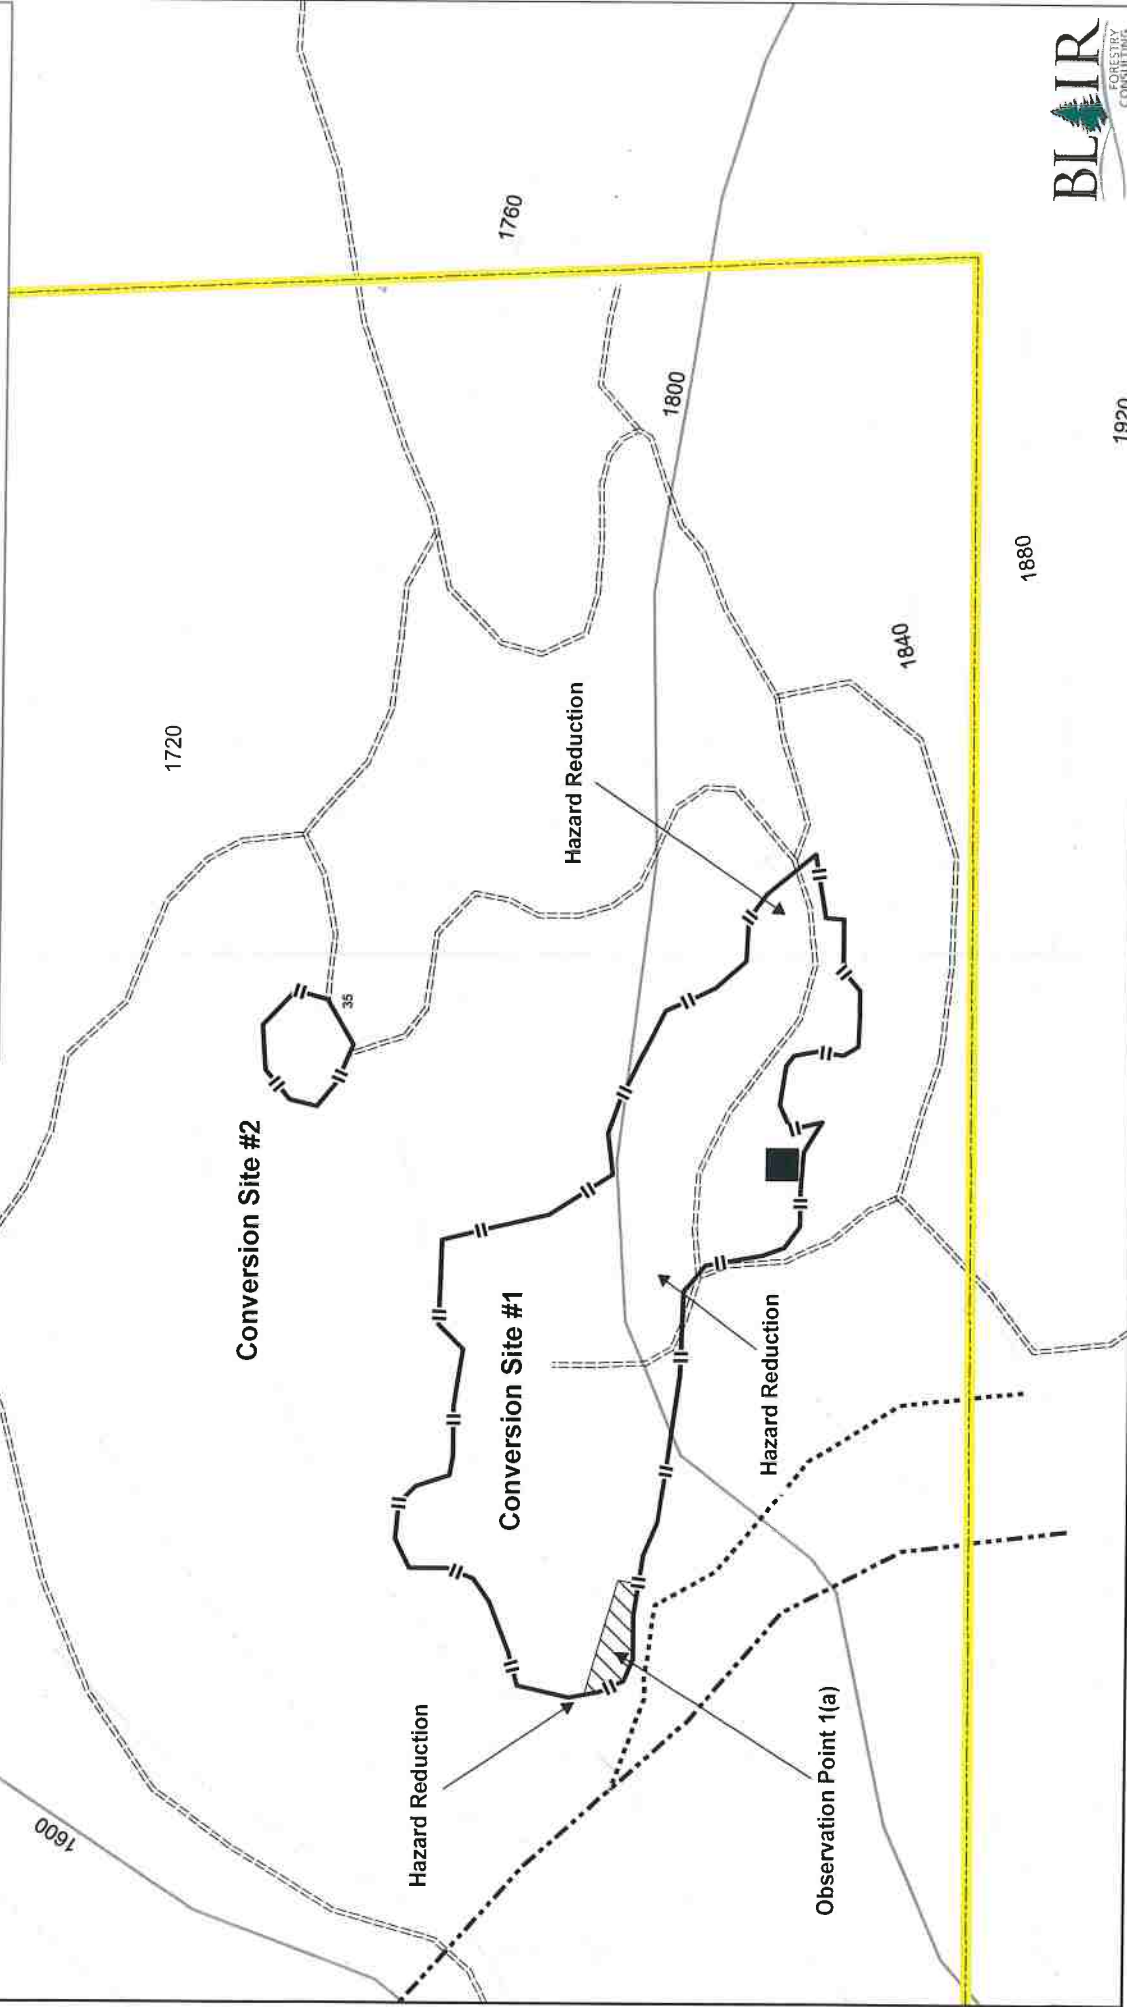 1600
1720
1760
Conversion Site #2
35
Hazard Reduction
Conversion Site #1
Hazard Reduction
1800
Hazard Reduction
Observation Point 1(a)
1840
1880
1920
BLAIR
FORESTRY
CONSULTING